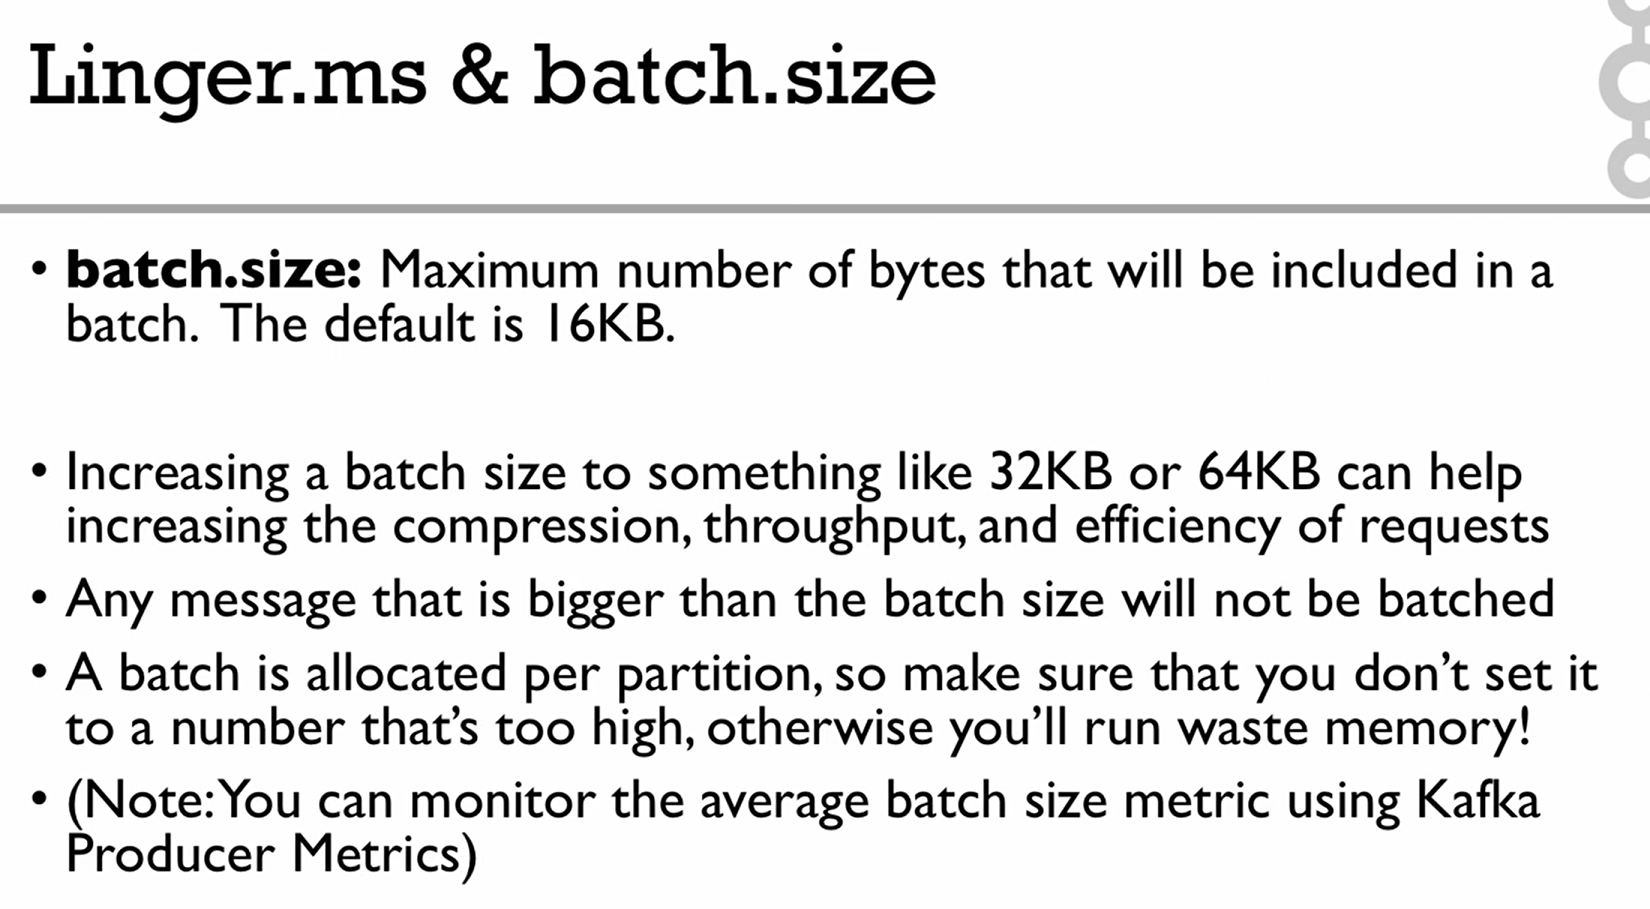 Linger.ms & batch.size
• batch.size: Maximum number of bytes that will be included in a
batch. The default is 16KB.
• Increasing a batch size to something like 32KB or 64KB can help
increasing the compression, throughput, and efficiency of requests
• Any message that is bigger than the batch size will not be batched
• A batch is allocated per partition, so make sure that you don't set it
to a number that's too high, otherwise you'll run waste memory!
• (Note: You can monitor the average batch size metric using Kafka
Producer Metrics)